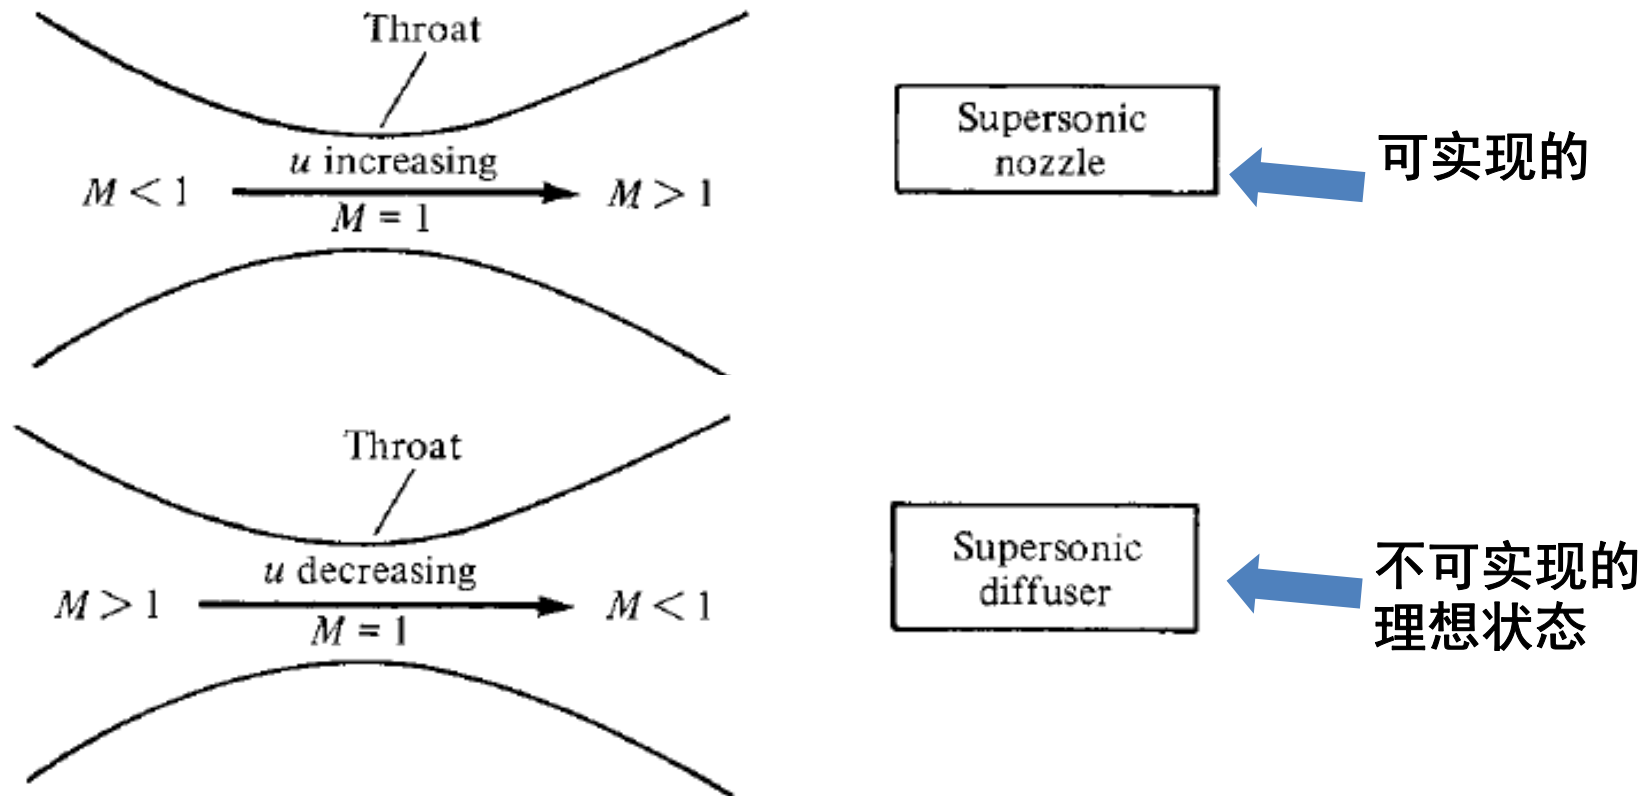 Throat
u increasing
M < 1
M > 1
M = 1
Supersonic
nozzle
可实现的
Throat
u decreasing
M > 1
M < 1
M = 1
Supersonic
diffuser
不可实现的
理想状态